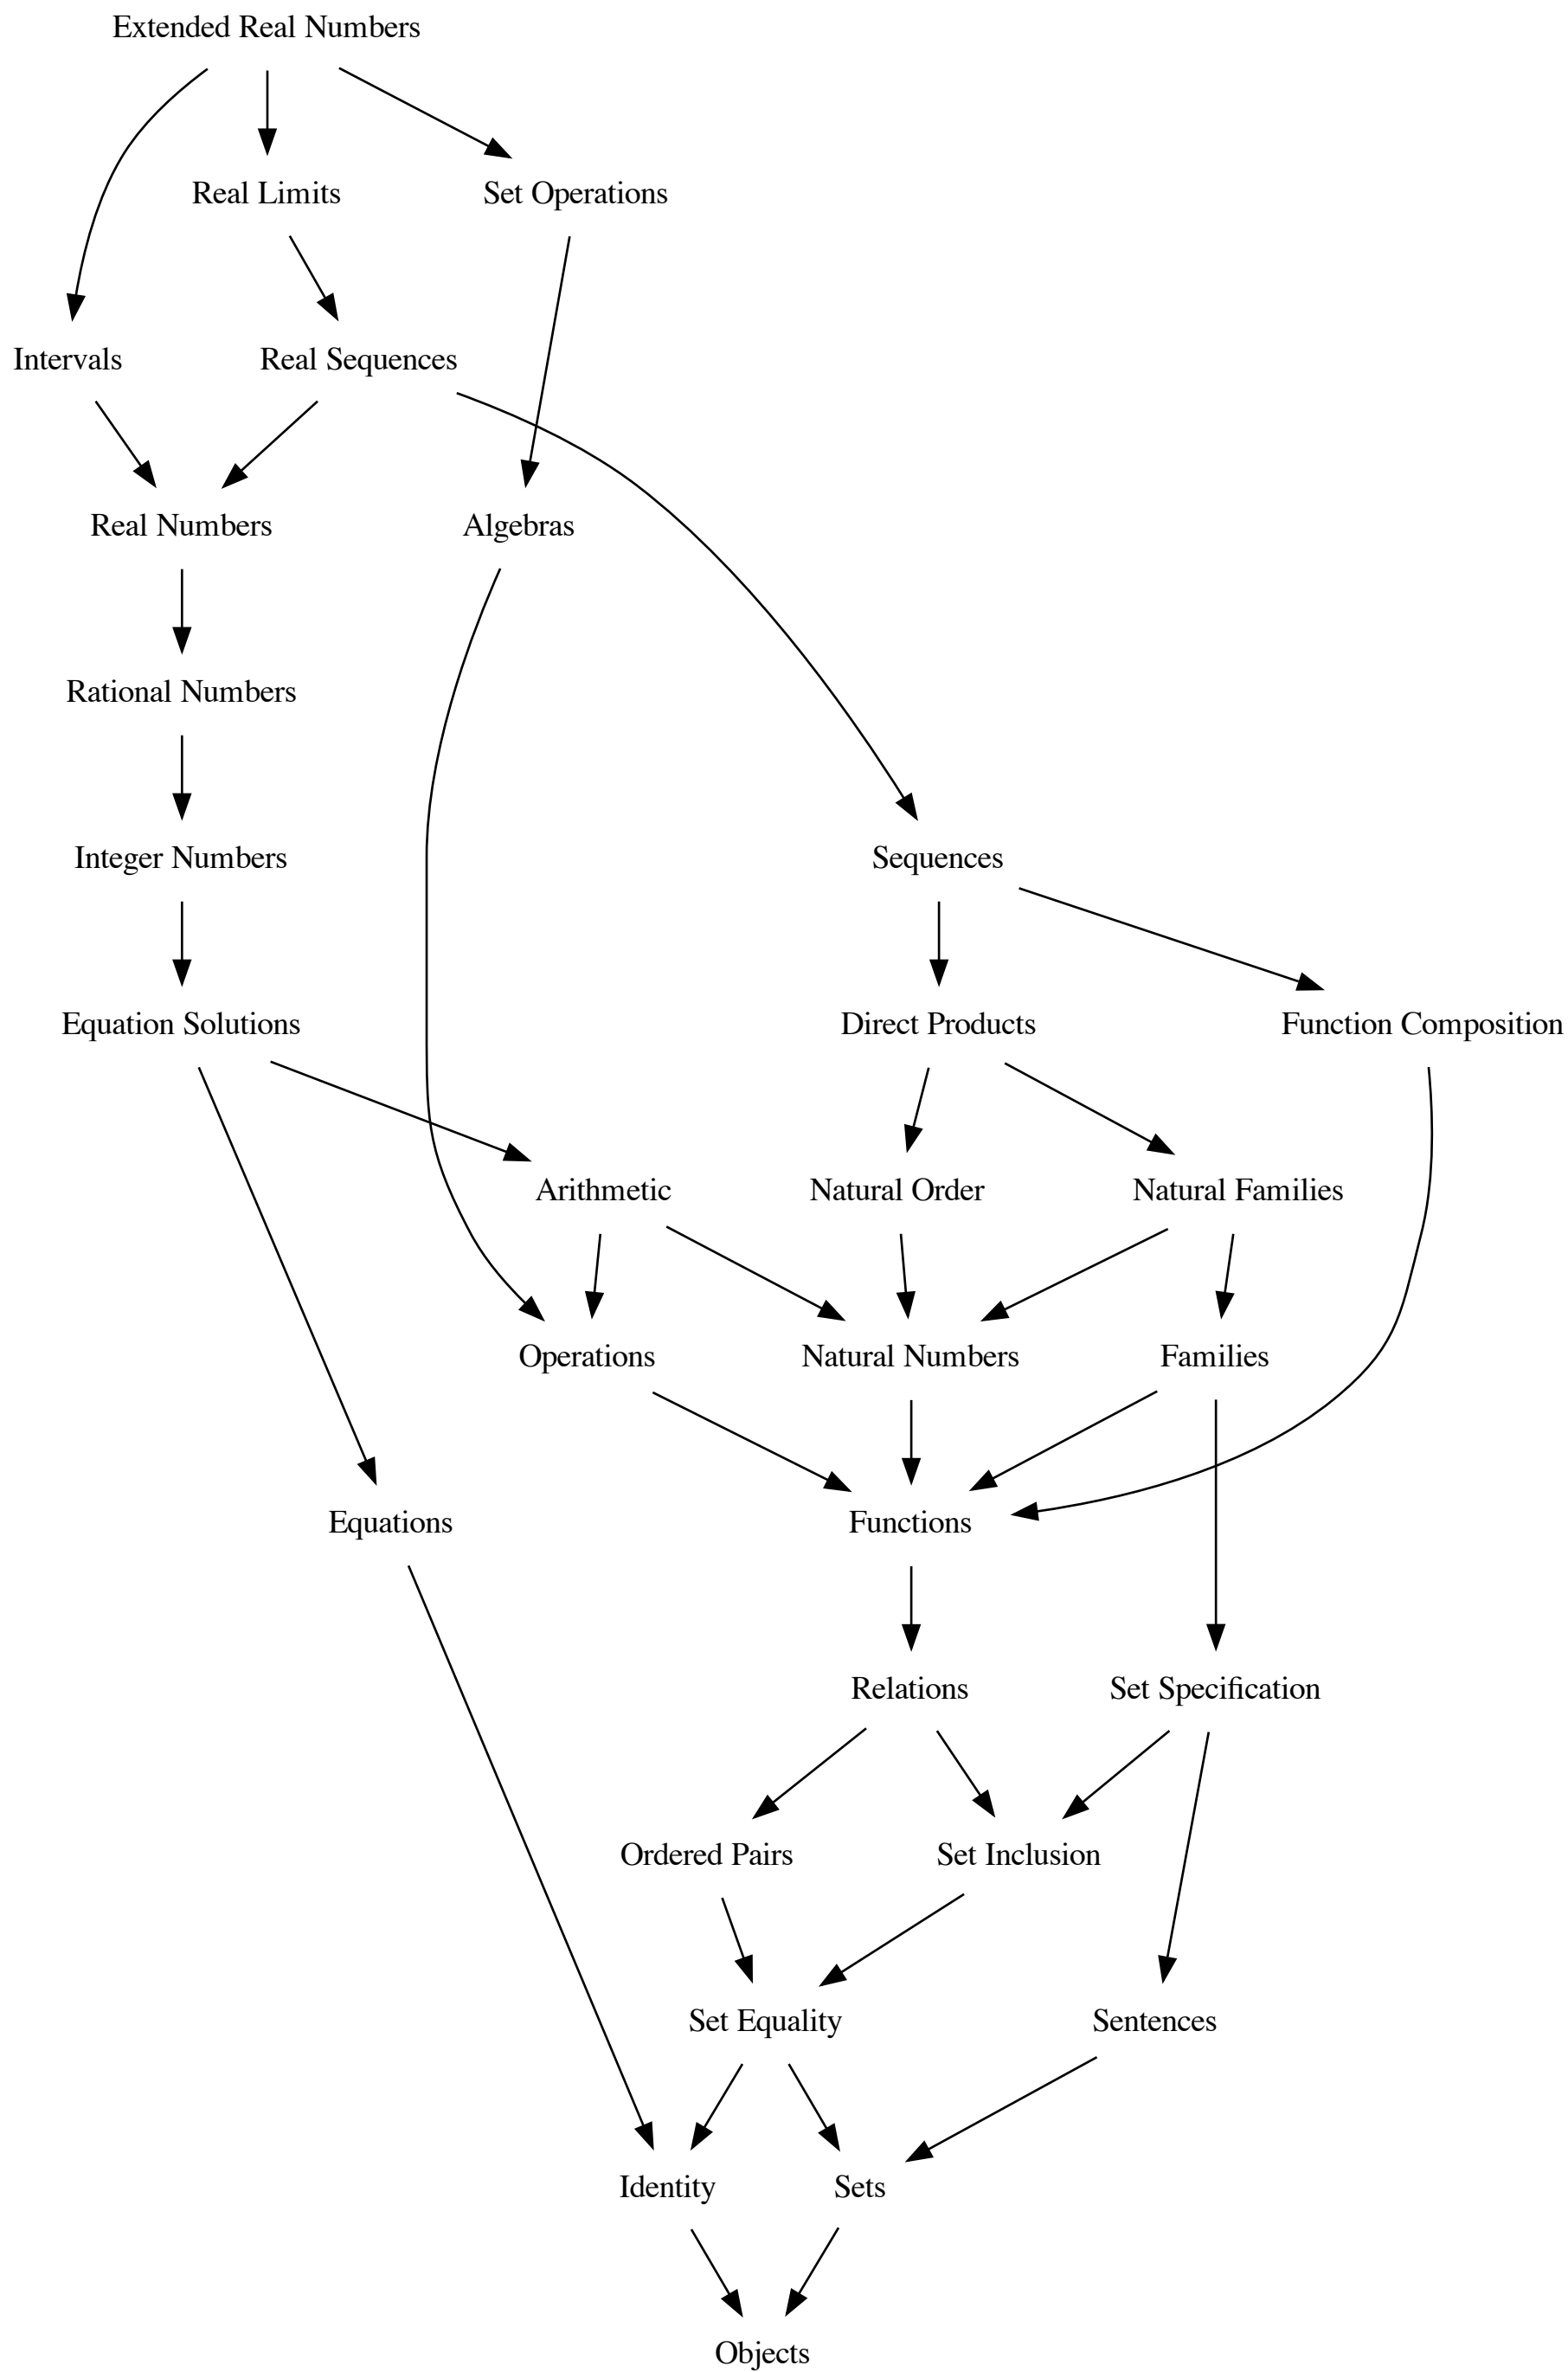 Extended Real Numbers
Real Limits
Set Operations
Intervals
Real Sequences
Real Numbers
Algebras
Rational Numbers
Integer Numbers
Sequences
Equation Solutions
Direct Products
Function Composition
Arithmetic
Natural Order
Natural Families
Operations
Natural Numbers
Families
Equations
Functions
Relations
Set Specification
Ordered Pairs
Set Inclusion
Set Equality
Sentences
Identity
Sets
Objects